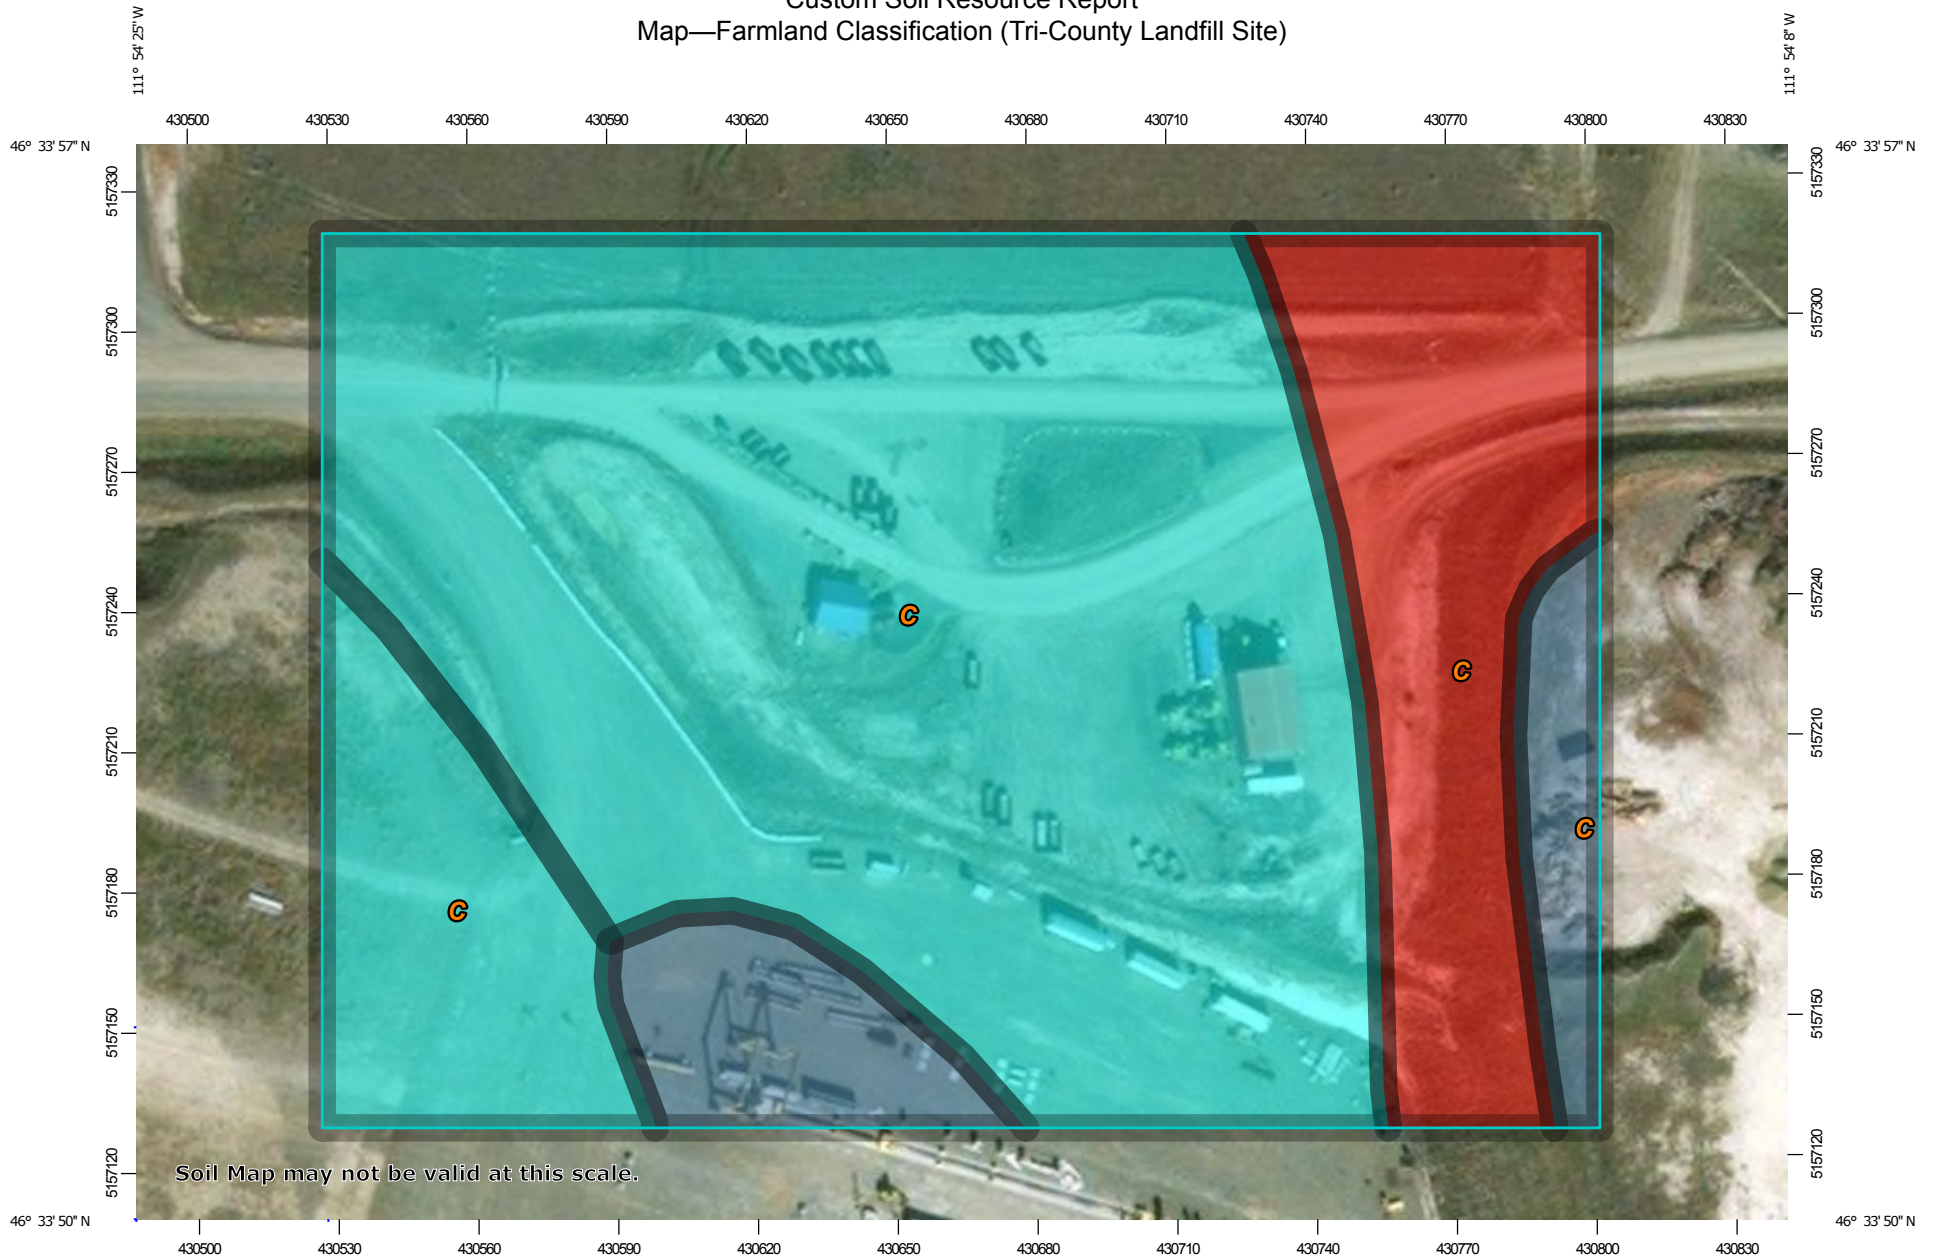 Custom Soil Resource Report
Map—Farmland Classification (Tri-County Landfill Site)
111° 54' 25" W
111° 54' 8" W
430500 430530 430560 430590 430620 430650 430680 430710 430740 430770 430800 430830
46° 33' 57" N
46° 33' 57" N
5157330
5157330
5157300
5157300
5157270
5157270
5157240
5157240
5157210
5157210
5157180
5157180
5157150
5157150
5157120
5157120
C
C
C
C
Soil Map may not be valid at this scale.
46° 33' 50" N
46° 33' 50" N
430500 430530 430560 430590 430620 430650 430680 430710 430740 430770 430800 430830